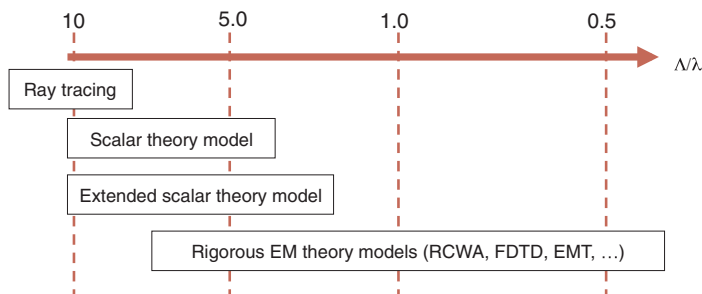 10 5.0 1.0 0.5
Λ/λ
Ray tracing
Scalar theory model
Extended scalar theory model
Rigorous EM theory models (RCWA, FDTD, EMT, ...)